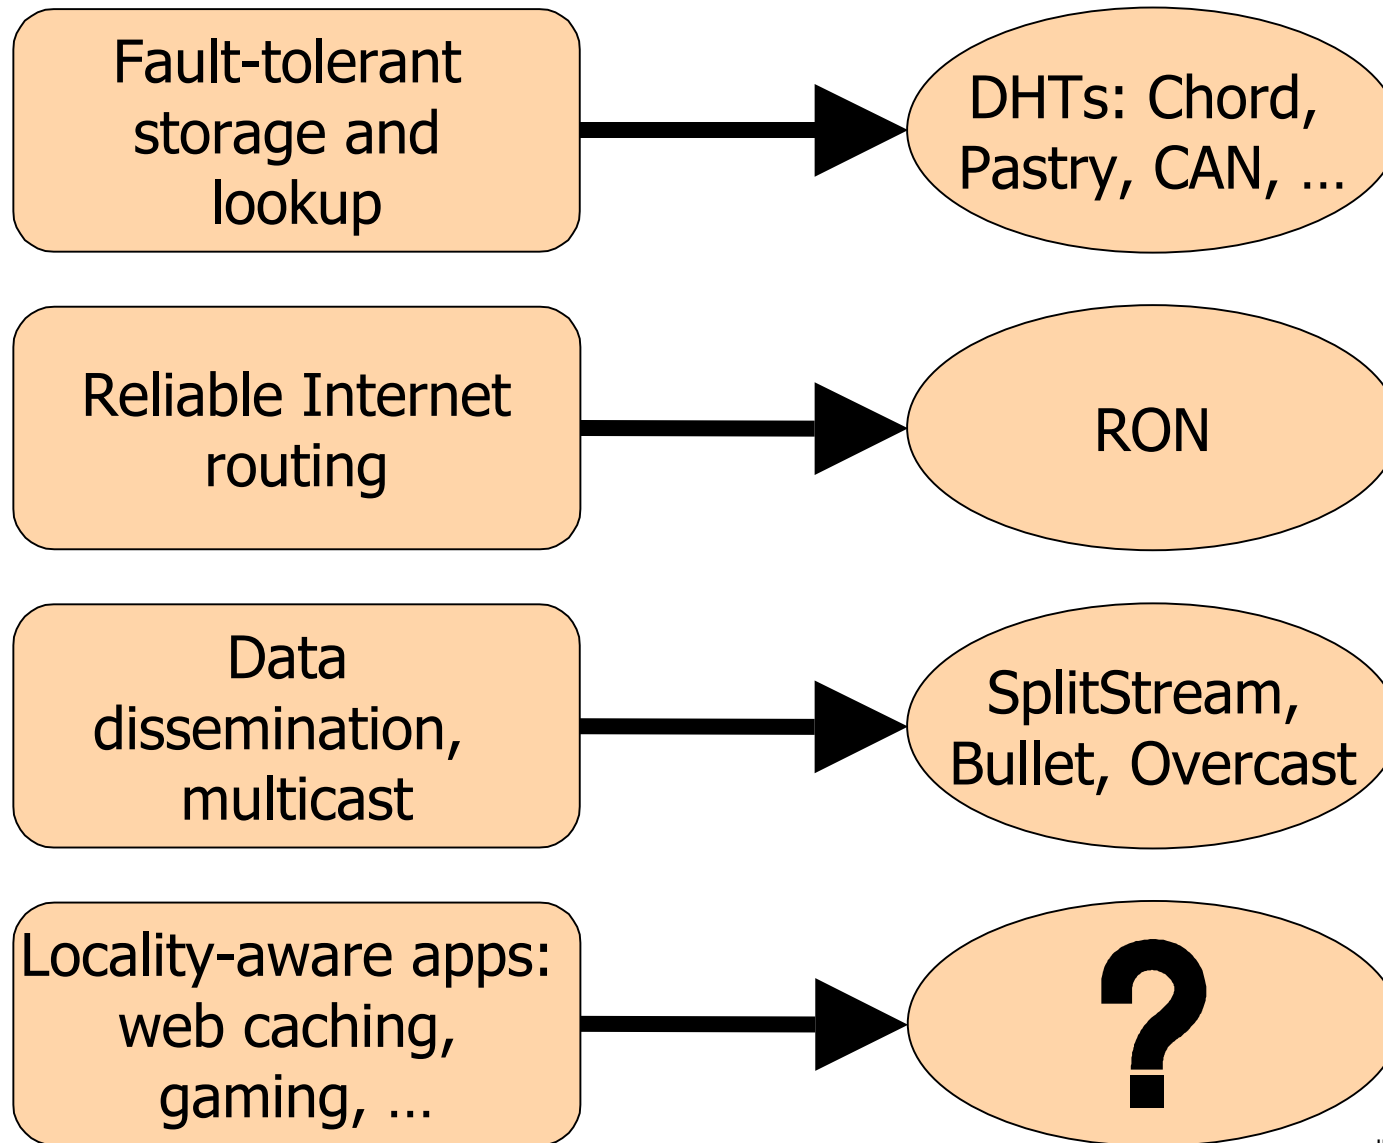 Fault-tolerant
storage and
lookup
DHTs: Chord,
Pastry, CAN, …
Reliable Internet
routing
RON
Data
dissemination,
multicast
SplitStream,
Bullet, Overcast
Locality-aware apps:
web caching,
gaming, …
?